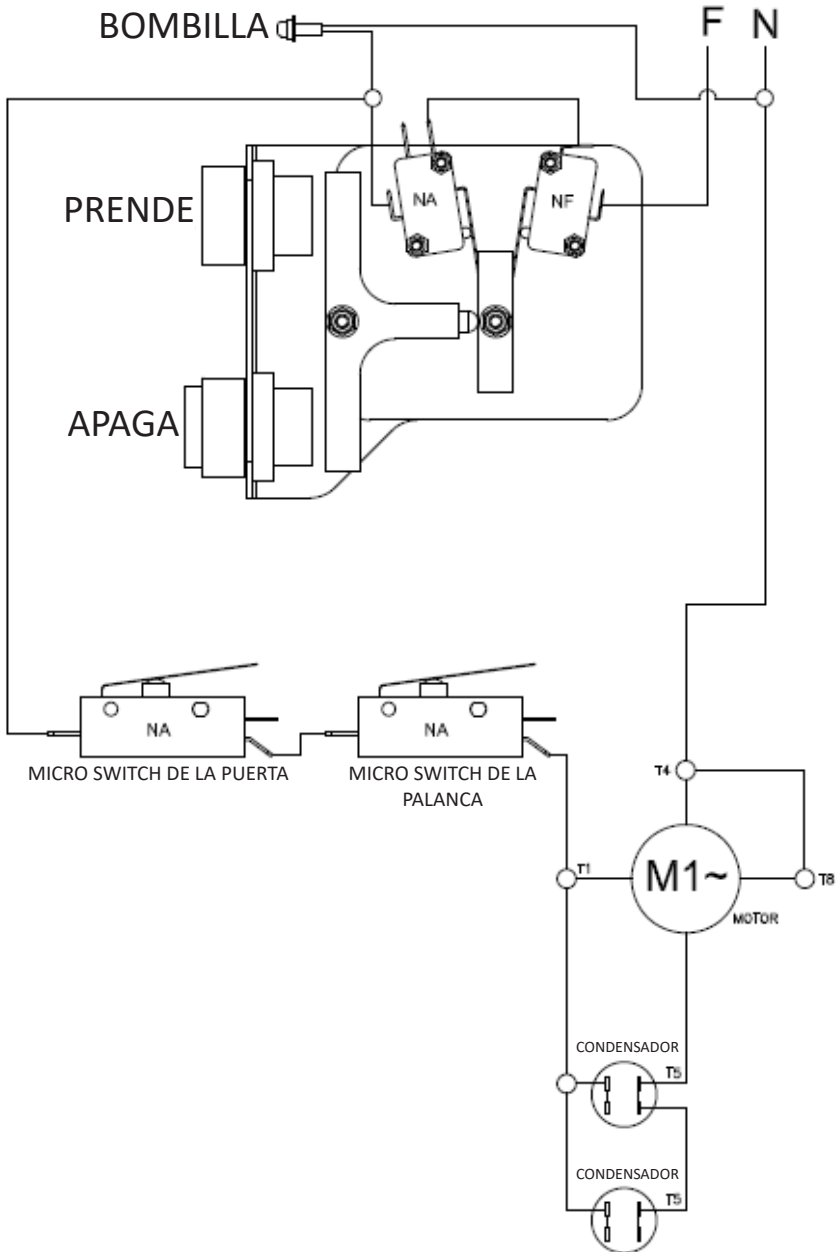 BOMBILLA
F N
PRENDE
NA
NF
APAGA
NA
MICRO SWITCH DE LA PUERTA
NA
MICRO SWITCH DE LA
PALANCA
T4
T1
M1~
T8
MOTOR
CONDENSADOR
T5
CONDENSADOR
T5